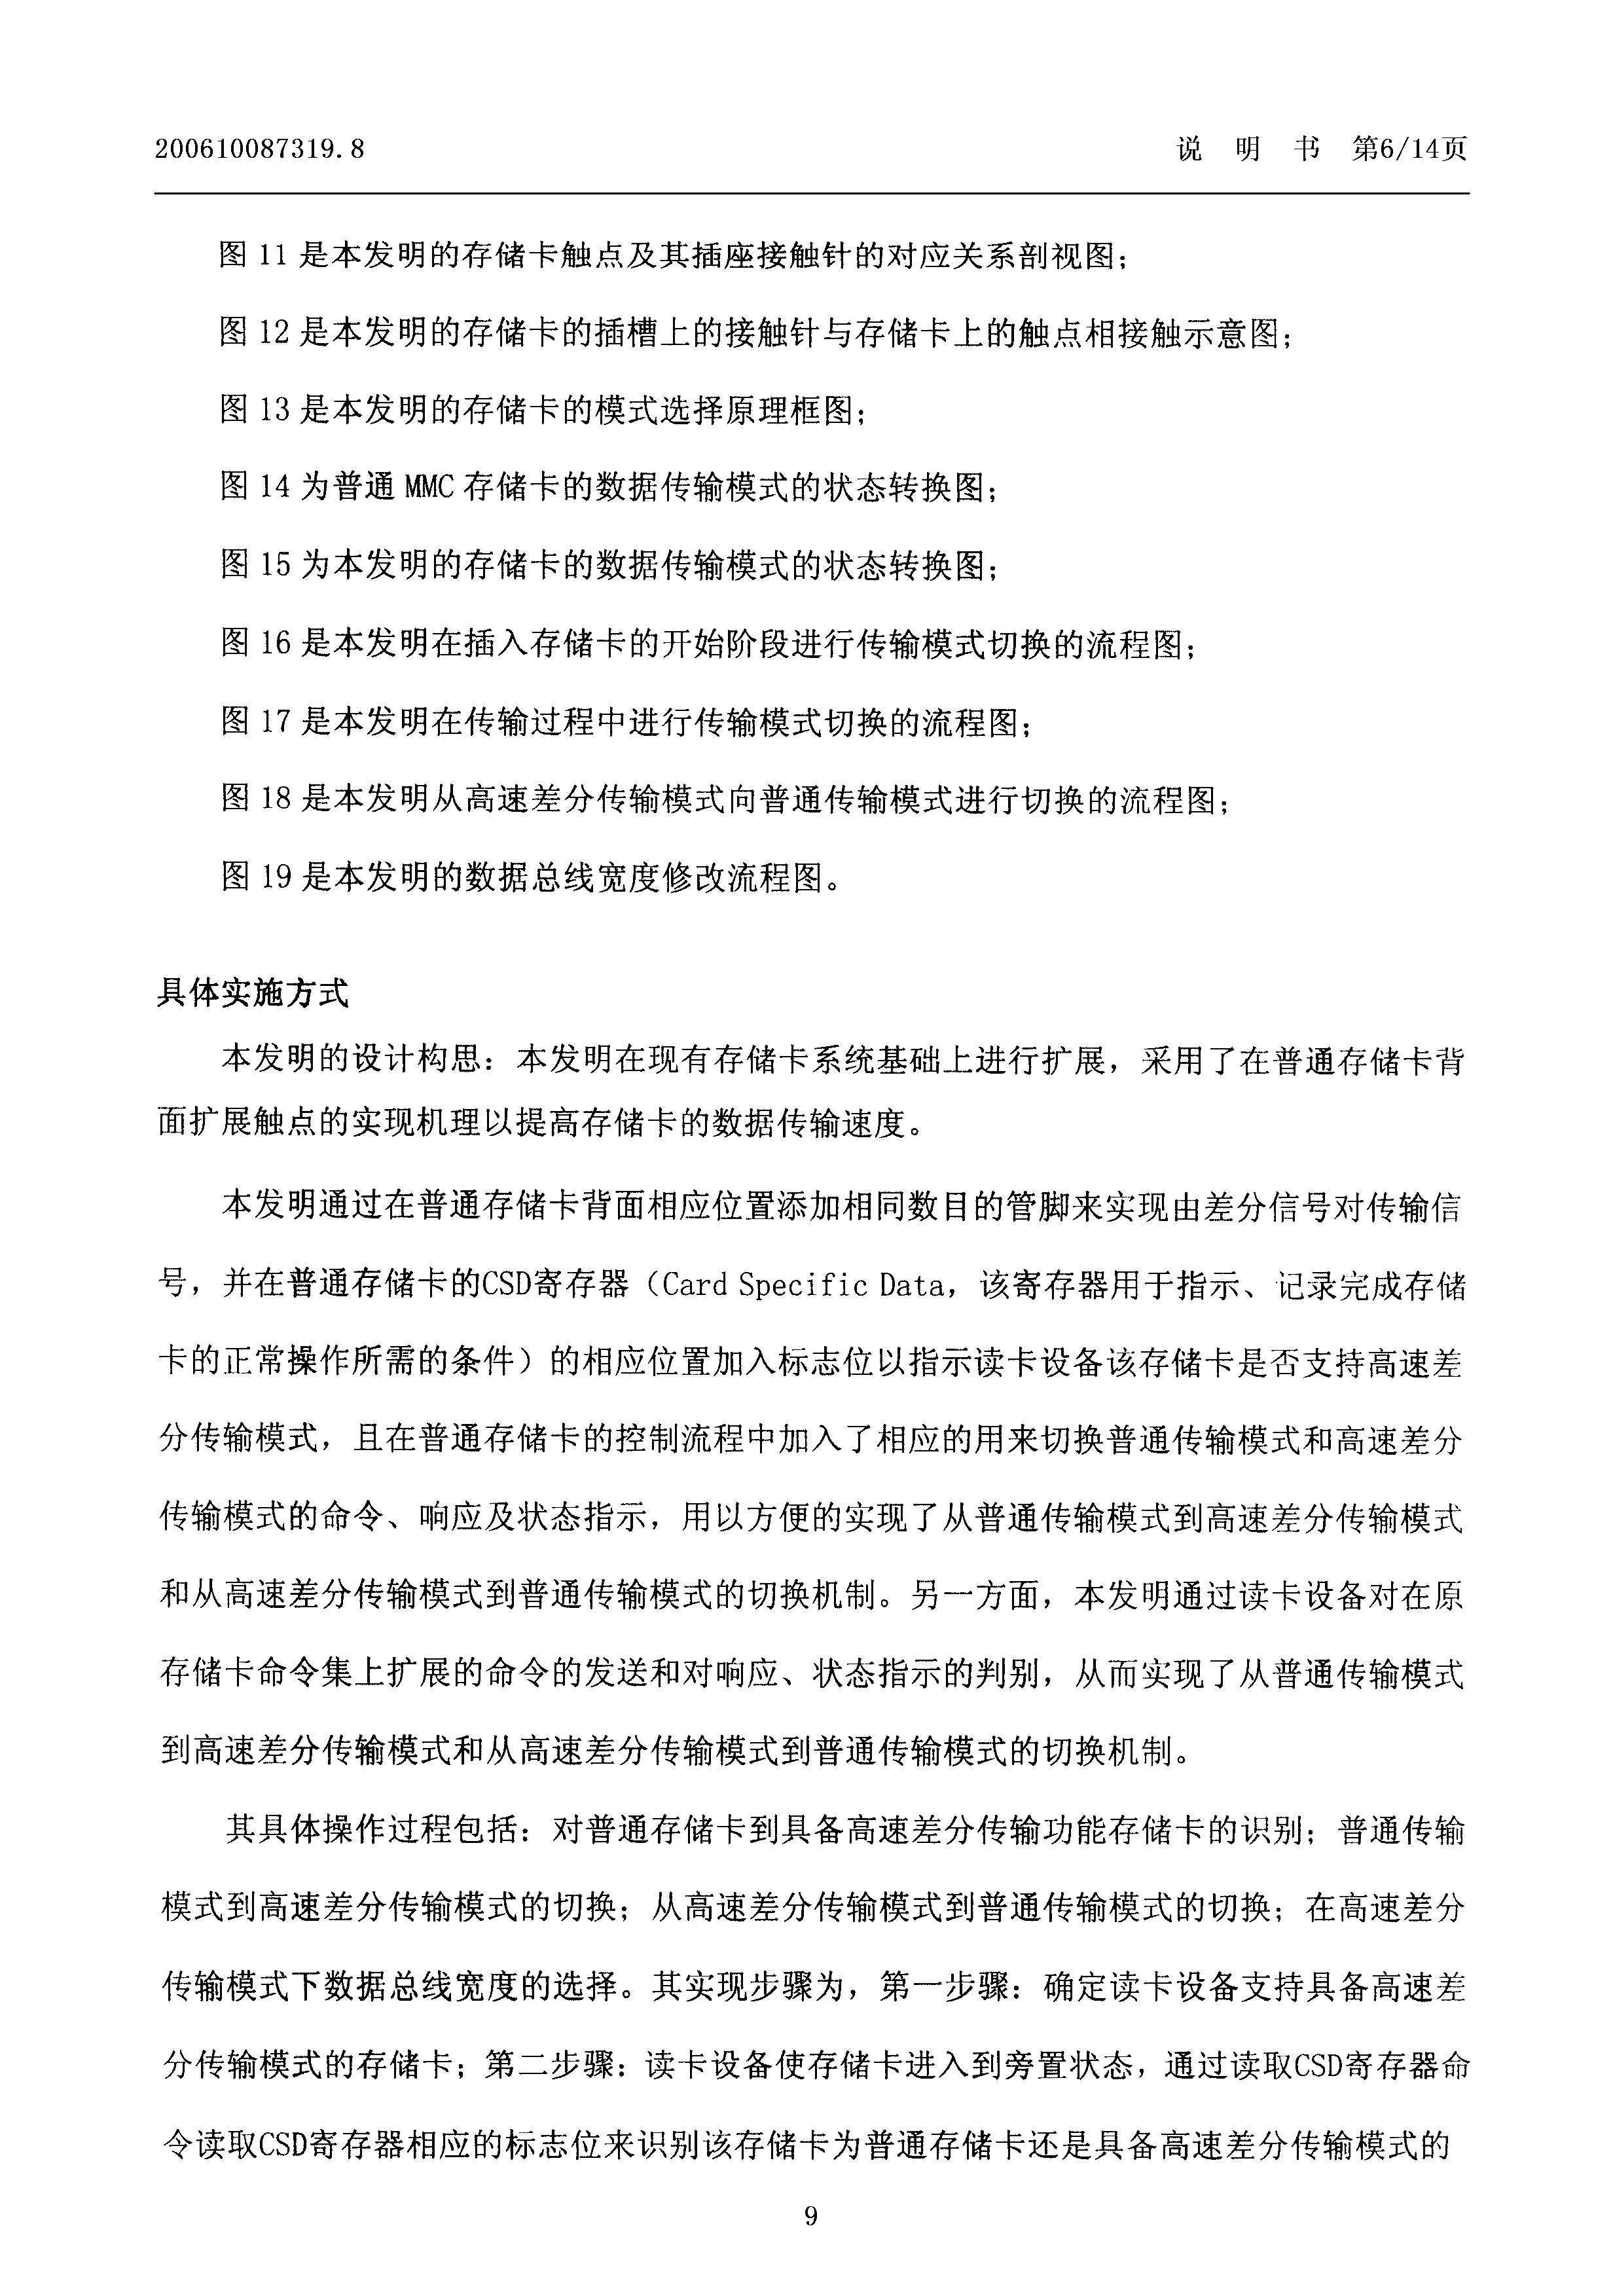 200610087319.8 说 明 书 第6/14页
图 11 是本发明的存储卡触点及其插座接触针的对应关系剖视图；
图 12 是本发明的存储卡的插槽上的接触针与存储卡上的触点相接触示意图；
图 13 是本发明的存储卡的模式选择原理框图；
图 14 为普通 MMC 存储卡的数据传输模式的状态转换图；
图 15 为本发明的存储卡的数据传输模式的状态转换图；
图 16 是本发明在插入存储卡的开始阶段进行传输模式切换的流程图；
图 17 是本发明在传输过程中进行传输模式切换的流程图；
图 18 是本发明从高速差分传输模式向普通传输模式进行切换的流程图；
图 19 是本发明的数据总线宽度修改流程图。
具体实施方式
本发明的设计构思：本发明在现有存储卡系统基础上进行扩展，采用了在普通存储卡背
面扩展触点的实现机理以提高存储卡的数据传输速度。
本发明通过在普通存储卡背面相应位置添加相同数目的管脚来实现由差分信号对传输信
号，并在普通存储卡的CSD寄存器（Card Specific Data，该寄存器用于指示、记录完成存储
卡的正常操作所需的条件）的相应位置加入标志位以指示读卡设备该存储卡是否支持高速差
分传输模式，且在普通存储卡的控制流程中加入了相应的用来切换普通传输模式和高速差分
传输模式的命令、响应及状态指示，用以方便的实现了从普通传输模式到高速差分传输模式
和从高速差分传输模式到普通传输模式的切换机制。另一方面，本发明通过读卡设备对在原
存储卡命令集上扩展的命令的发送和对响应、状态指示的判别，从而实现了从普通传输模式
到高速差分传输模式和从高速差分传输模式到普通传输模式的切换机制。
其具体操作过程包括：对普通存储卡到具备高速差分传输功能存储卡的识别；普通传输
模式到高速差分传输模式的切换；从高速差分传输模式到普通传输模式的切换；在高速差分
传输模式下数据总线宽度的选择。其实现步骤为，第一步骤：确定读卡设备支持具备高速差
分传输模式的存储卡；第二步骤：读卡设备使存储卡进入到旁置状态，通过读取CSD寄存器命
令读取CSD寄存器相应的标志位来识别该存储卡为普通存储卡还是具备高速差分传输模式的
9